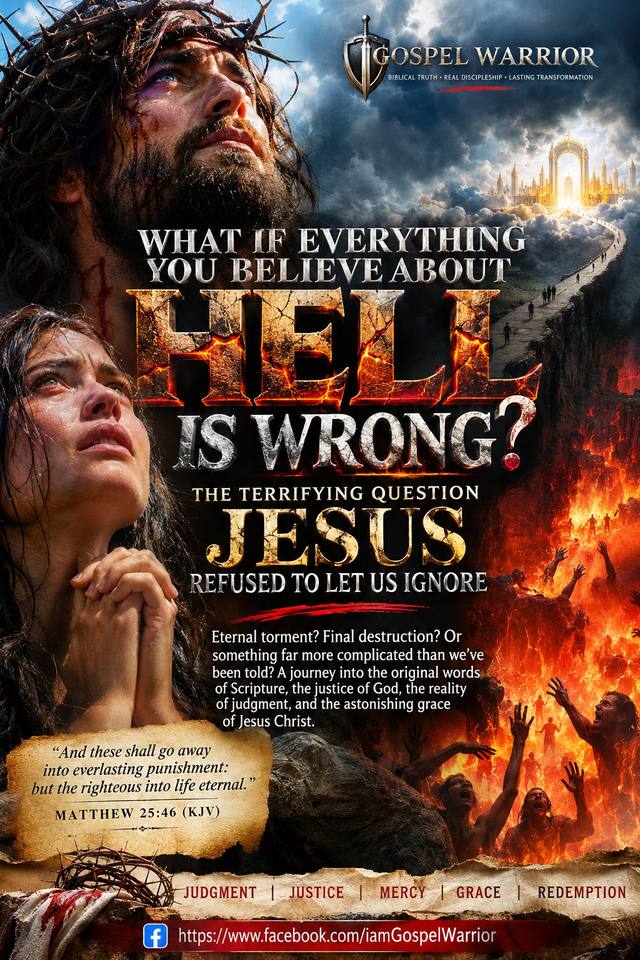 GOSPEL WARRIOR
BIBLICAL TRUTH • REAL DISCIPLESHIP • LASTING TRANSFORMATION
WHAT IF EVERYTHING
YOU BELIEVE ABOUT
HELL
IS WRONG?
THE TERRIFYING QUESTION
JESUS
REFUSED TO LET US IGNORE
Eternal torment? Final destruction? Or
something far more complicated than we've
been told? A journey into the original words
of Scripture, the justice of God, the reality
of judgment, and the astonishing grace
of Jesus Christ.
"And these shall go away
into everlasting punishment:
but the righteous into life eternal."
MATTHEW 25:46 (KJV)
JUDGMENT | JUSTICE | MERCY | GRACE | REDEMPTION
https://www.facebook.com/iamGospelWarrior